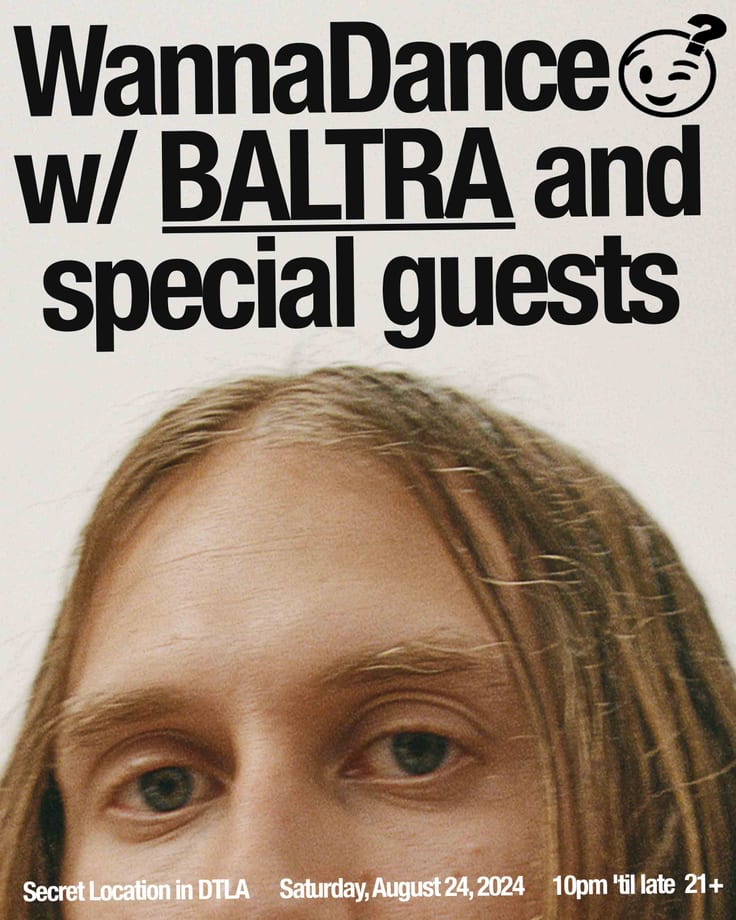 WannaDance?
w/ BALTRA and
special guests
Secret Location in DTLA Saturday, August 24, 2024 10pm 'til late 21+